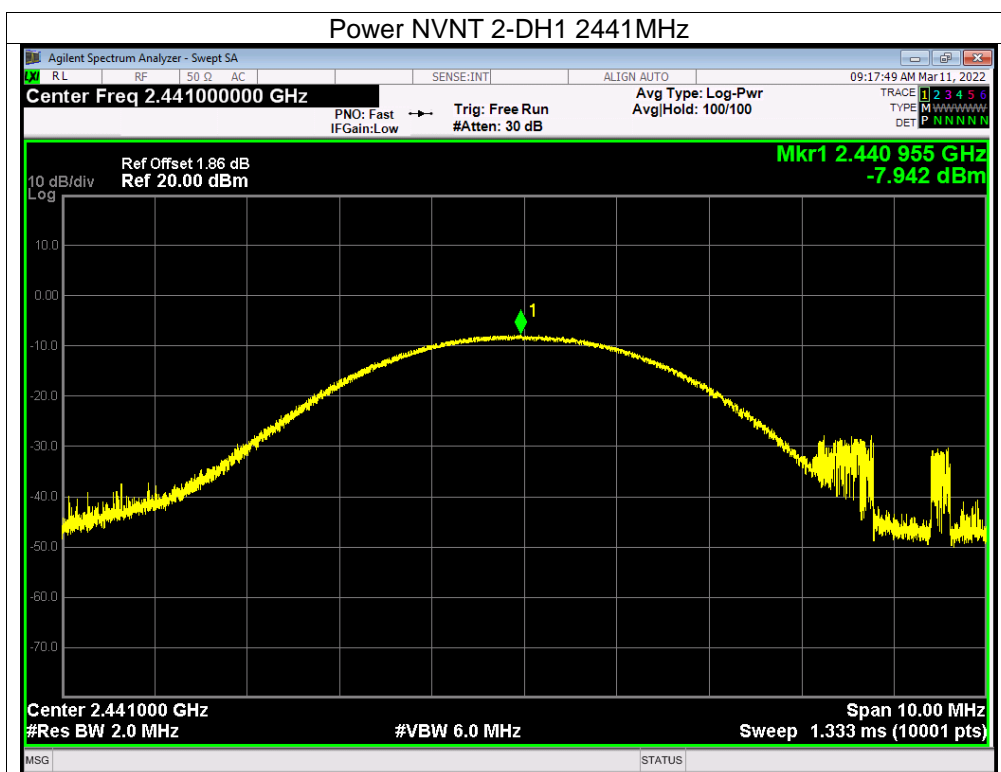 Power NVNT 2-DH1 2441MHz
Agilent Spectrum Analyzer - Swept SA
LXI RL RF 50 Ω AC SENSE:INT ALIGN AUTO 09:17:49 AM Mar 11, 2022
Center Freq 2.441000000 GHz Avg Type: Log-Pwr TRACE 1 2 3 4 5 6
PNO: Fast Trig: Free Run Avg|Hold: 100/100 TYPE M WWWWW
IFGain:Low #Atten: 30 dB DET P N N N N N
Mkr1 2.440 955 GHz
Ref Offset 1.86 dB
10 dB/div Ref 20.00 dBm -7.942 dBm
Log
10.0
0.00
1
-10.0
-20.0
-30.0
-40.0
-50.0
-60.0
-70.0
Center 2.441000 GHz Span 10.00 MHz
#Res BW 2.0 MHz #VBW 6.0 MHz Sweep 1.333 ms (10001 pts)
MSG STATUS